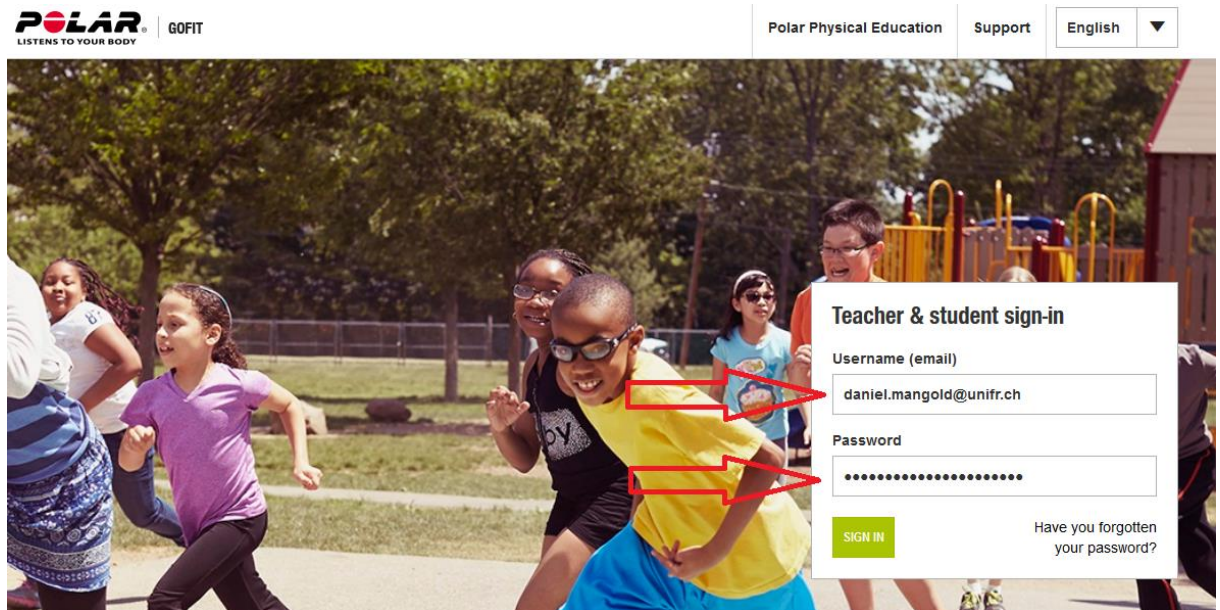 POLAR® GOFIT
LISTENS TO YOUR BODY
Polar Physical Education
Support
English
Teacher & student sign-in
Username (email)
daniel.mangold@unifr.ch
Password
••••••••••••••••••••••
SIGN IN
Have you forgotten
your password?